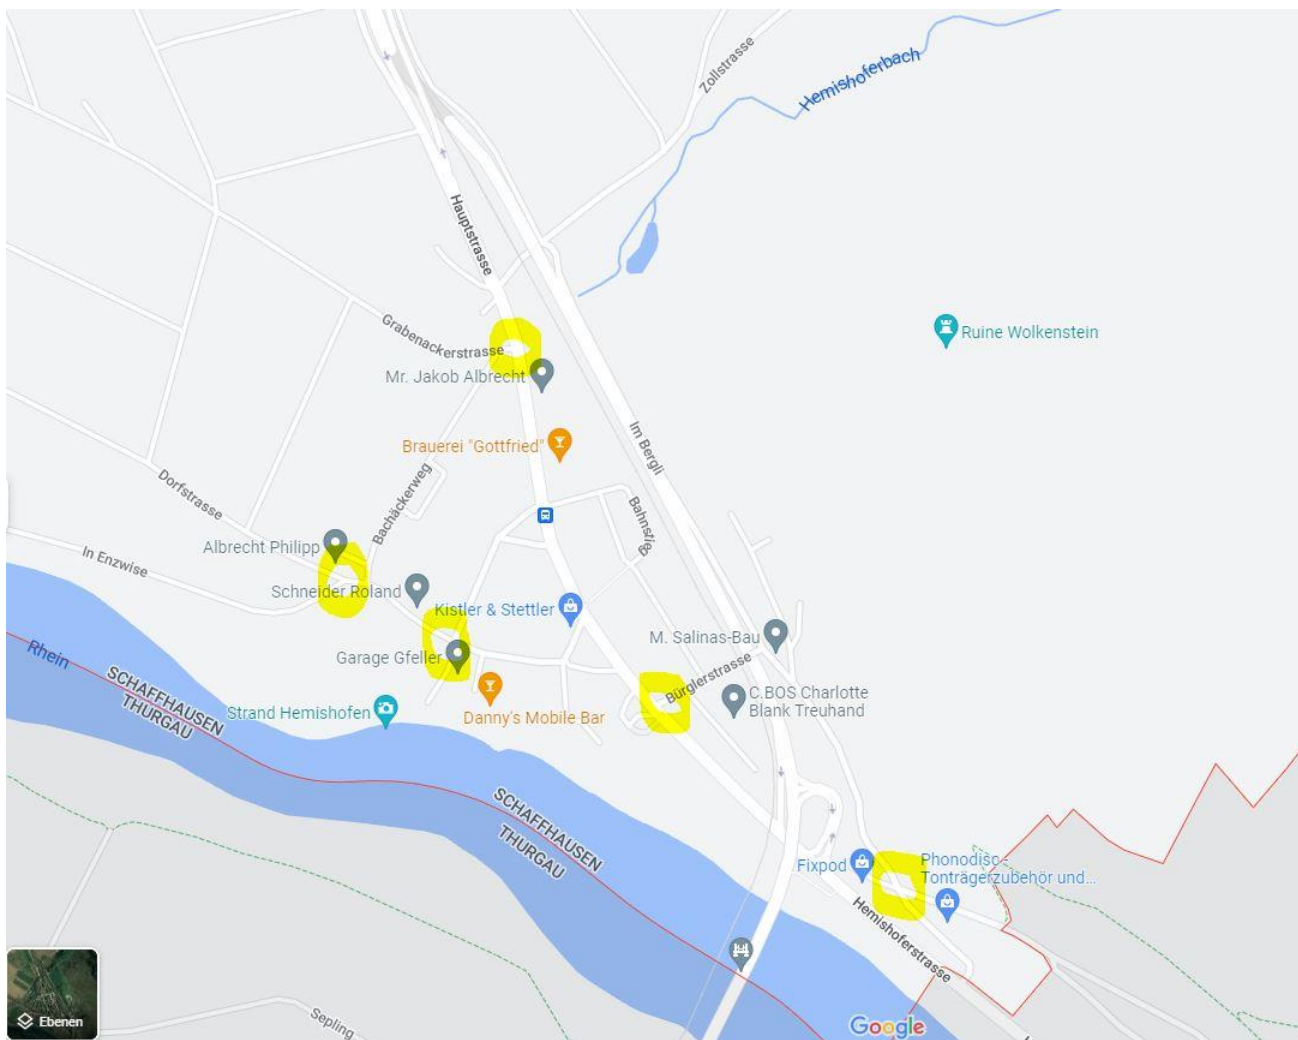 Zollstrasse
Hemishoferbach
Hauptstrasse
Grabenackerstrasse
Ruine Wolkenstein
Mr. Jakob Albrecht
Brauerei "Gottfried"
Im Bergli
Dorfstrasse
Bachäckerweg
Bahnstieg
Albrecht Philipp
In Enzwise
Schneider Roland
Kistler & Stettler
M. Salinas-Bau
Rhein
Garage Gfeller
Bürglerstrasse
SCHAFFHAUSEN
THURGAU
C.BOS Charlotte
Blank Treuhand
Strand Hemishofen
Danny's Mobile Bar
SCHAFFHAUSEN
THURGAU
Fixpod
Phonodisc -
Tonträgerzubehör und...
Hemishoferstrasse
Ebenen
Sepling
Google